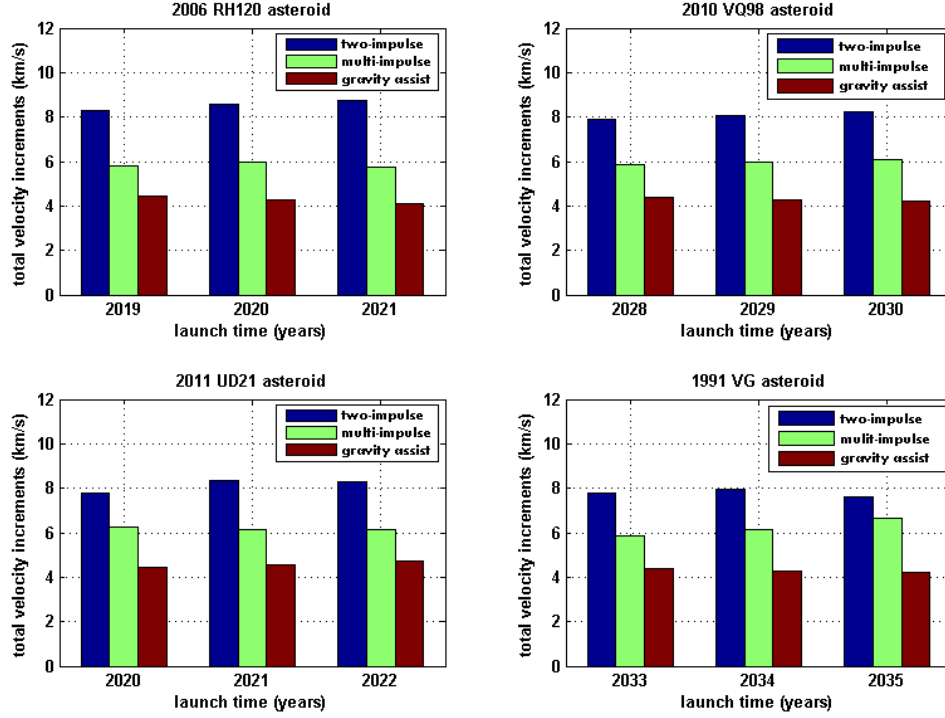 2006 RH120 asteroid
total velocity increments (km/s)
12
10
8
6
4
2
0
two-impulse
multi-impulse
gravity assist
2019 2020 2021
launch time (years)
2010 VQ98 asteroid
total velocity increments (km/s)
12
10
8
6
4
2
0
two-impulse
multi-impulse
gravity assist
2028 2029 2030
launch time (years)
2011 UD21 asteroid
total velocity increments (km/s)
12
10
8
6
4
2
0
two-impulse
multi-impulse
gravity assist
2020 2021 2022
launch time (years)
1991 VG asteroid
total velocity increments (km/s)
12
10
8
6
4
2
0
two-impulse
mulit-impulse
gravity assist
2033 2034 2035
launch time (years)